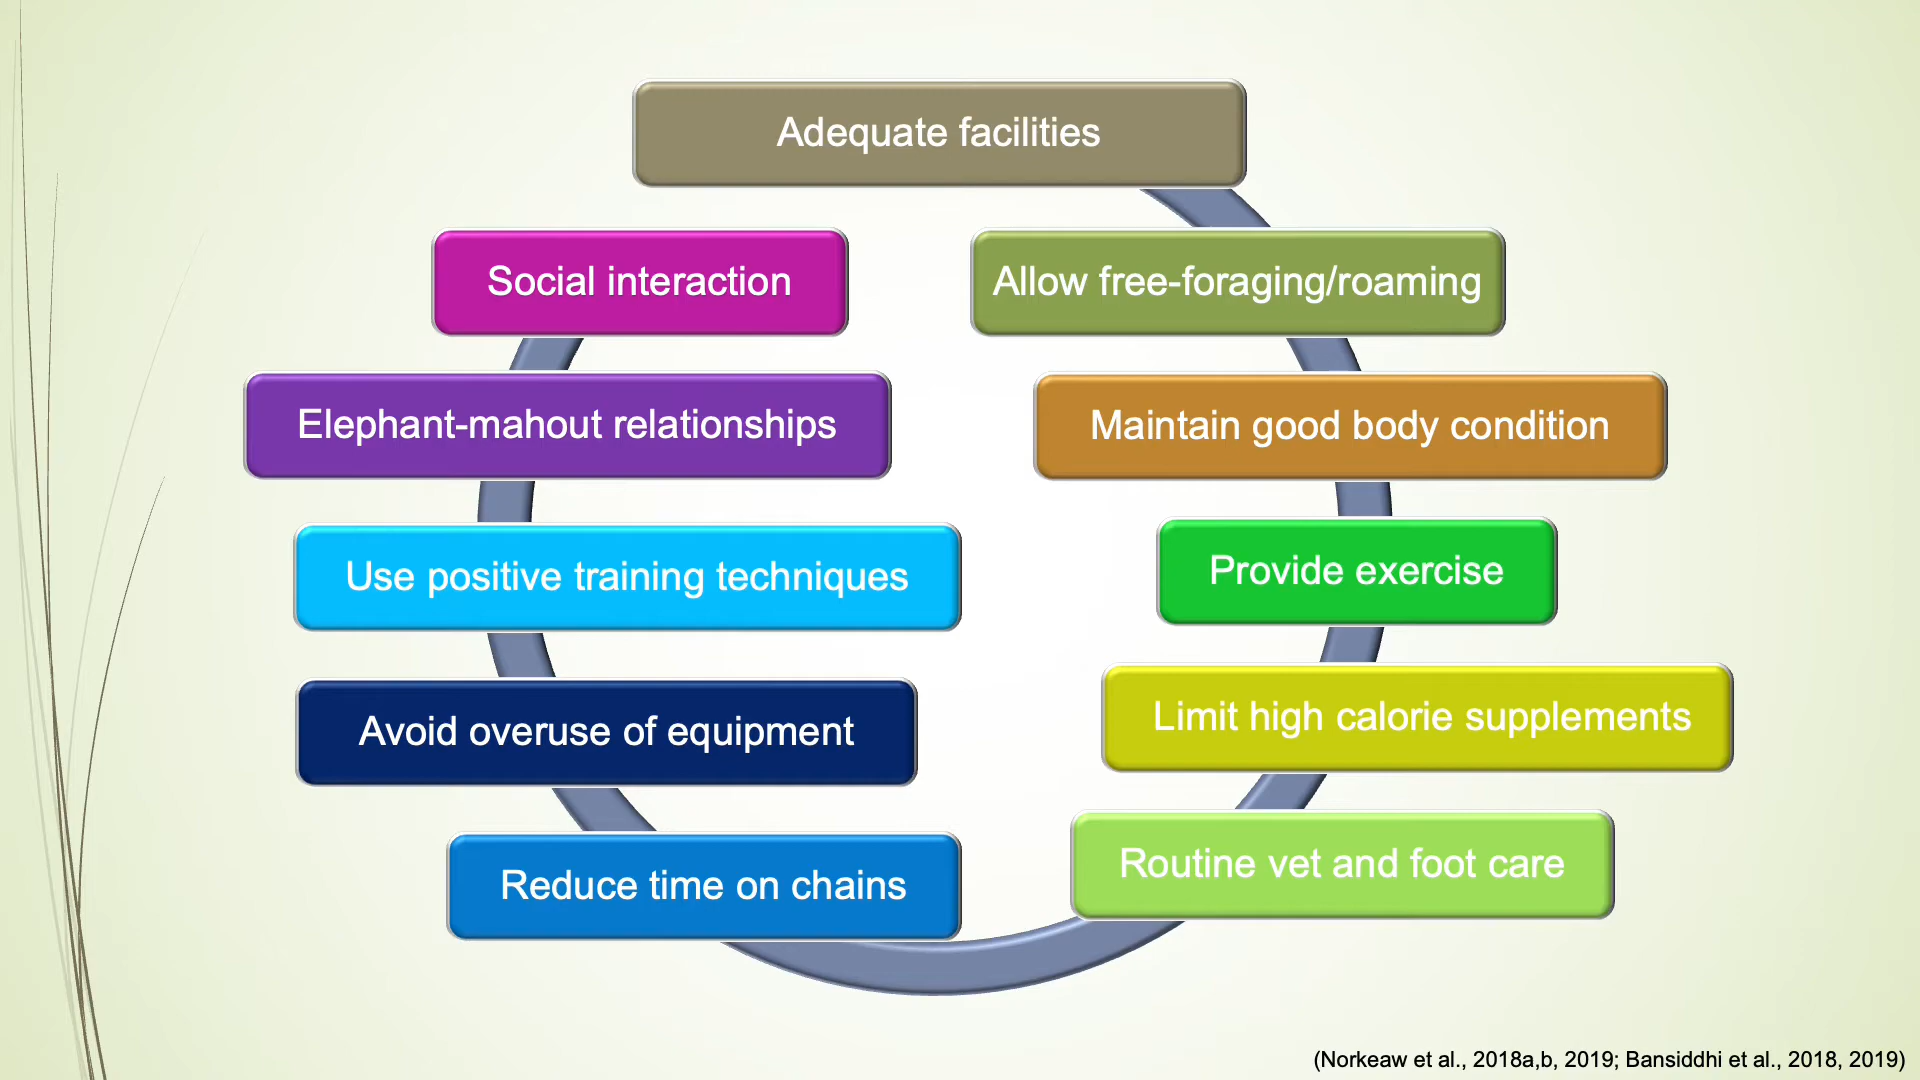 Adequate facilities
Social interaction
Allow free-foraging/roaming
Elephant-mahout relationships
Maintain good body condition
Use positive training techniques
Provide exercise
Avoid overuse of equipment
Limit high calorie supplements
Reduce time on chains
Routine vet and foot care
(Norkeaw et al., 2018a,b, 2019; Bansiddhi et al., 2018, 2019)